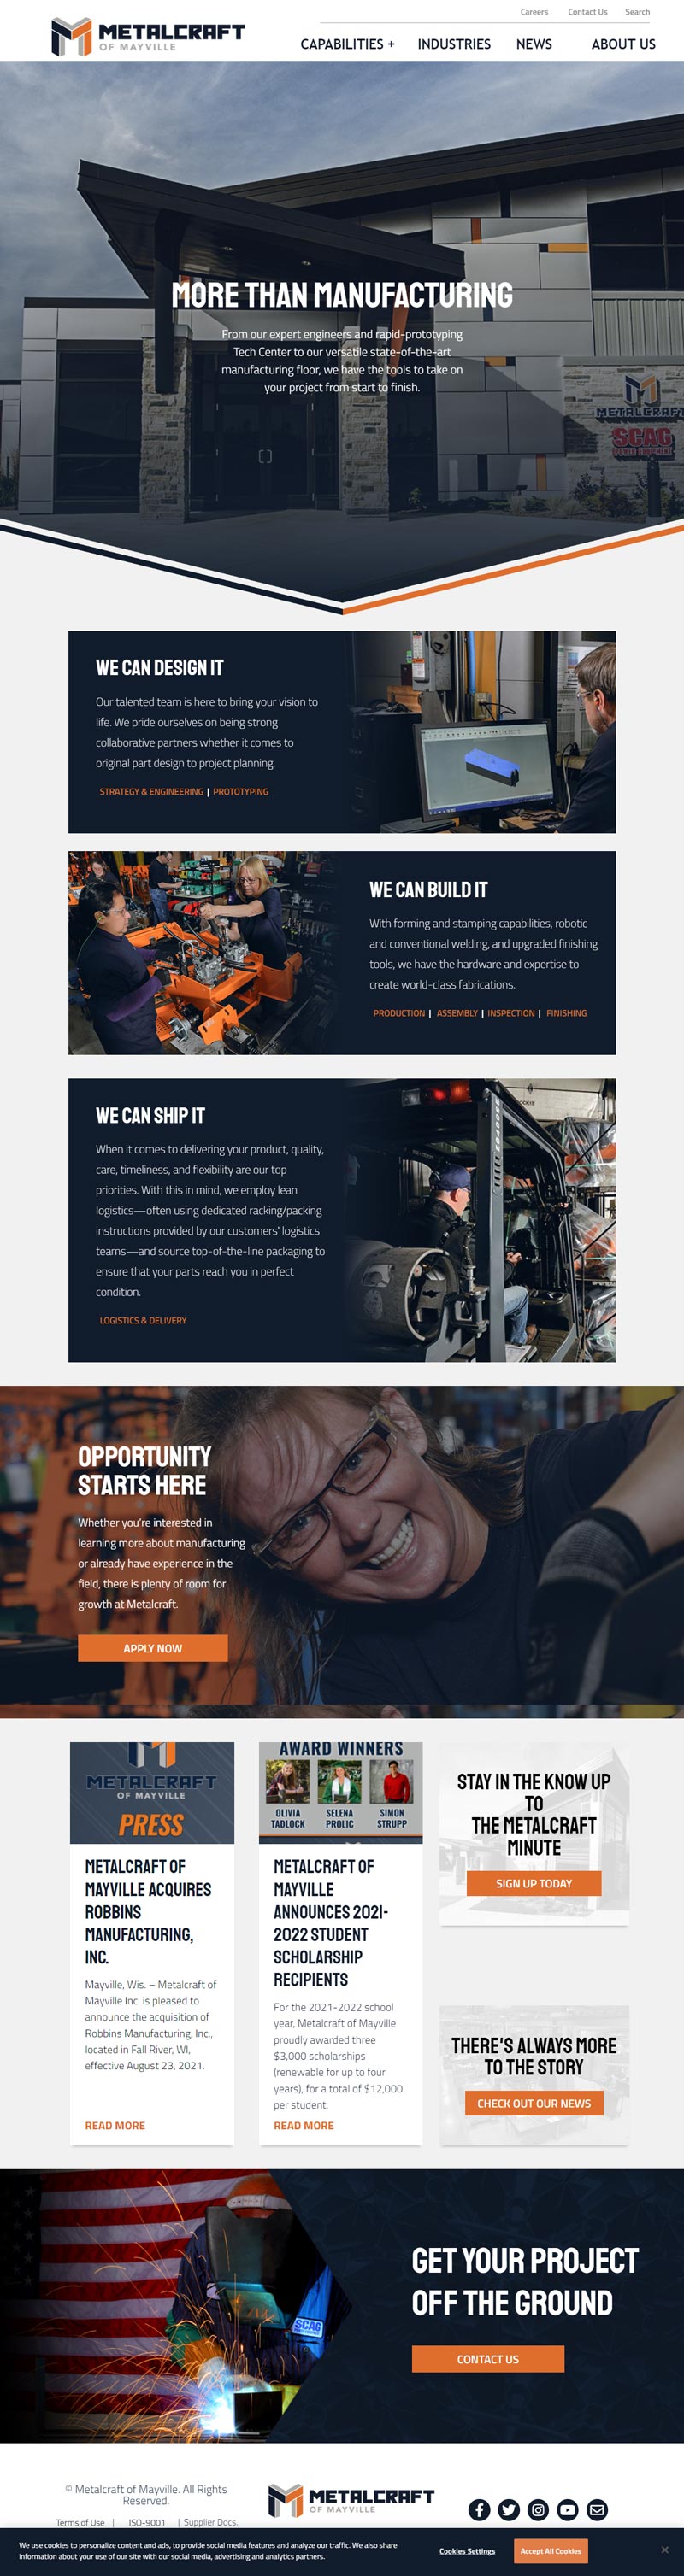 Careers Contact Us Search
METALCRAFT
OF MAYVILLE
CAPABILITIES + INDUSTRIES NEWS ABOUT US
MORE THAN MANUFACTURING
From our expert engineers and rapid-prototyping
Tech Center to our versatile state-of-the-art
manufacturing floor, we have the tools to take on
your project from start to finish.
METALCRAFT
SCAG
POWER EQUIPMENT
WE CAN DESIGN IT
Our talented team is here to bring your vision to
life. We pride ourselves on being strong
collaborative partners whether it comes to
original part design to project planning.
STRATEGY & ENGINEERING | PROTOTYPING
WE CAN BUILD IT
With forming and stamping capabilities, robotic
and conventional welding, and upgraded finishing
tools, we have the hardware and expertise to
create world-class fabrications.
PRODUCTION | ASSEMBLY | INSPECTION | FINISHING
WE CAN SHIP IT
When it comes to delivering your product, quality,
care, timeliness, and flexibility are our top
priorities. With this in mind, we employ lean
logistics—often using dedicated racking/packing
instructions provided by our customers' logistics
teams—and source top-of-the-line packaging to
ensure that your parts reach you in perfect
condition.
LOGISTICS & DELIVERY
OPPORTUNITY
STARTS HERE
Whether you're interested in
learning more about manufacturing
or already have experience in the
field, there is plenty of room for
growth at Metalcraft.
APPLY NOW
METALCRAFT
OF MAYVILLE
PRESS
METALCRAFT OF
MAYVILLE ACQUIRES
ROBBINS
MANUFACTURING,
INC.
Mayville, Wis. – Metalcraft of
Mayville Inc. is pleased to
announce the acquisition of
Robbins Manufacturing, Inc.,
located in Fall River, WI,
effective August 23, 2021.
READ MORE
AWARD WINNERS
OLIVIA TADLOCK
SELENA PROLIC
SIMON STRUPP
METALCRAFT OF
MAYVILLE
ANNOUNCES 2021-
2022 STUDENT
SCHOLARSHIP
RECIPIENTS
For the 2021-2022 school
year, Metalcraft of Mayville
proudly awarded three
$3,000 scholarships
(renewable for up to four
years), for a total of $12,000
per student.
READ MORE
STAY IN THE KNOW UP
TO
THE METALCRAFT
MINUTE
SIGN UP TODAY
THERE'S ALWAYS MORE
TO THE STORY
CHECK OUT OUR NEWS
SCAG
GET YOUR PROJECT
OFF THE GROUND
CONTACT US
© Metalcraft of Mayville. All Rights
Reserved.
Terms of Use | ISO-9001 | Supplier Docs.
METALCRAFT
OF MAYVILLE
We use cookies to personalize content and ads, to provide social media features and analyze our traffic. We also share
information about your use of our site with our social media, advertising and analytics partners.
Cookies Settings
Accept All Cookies